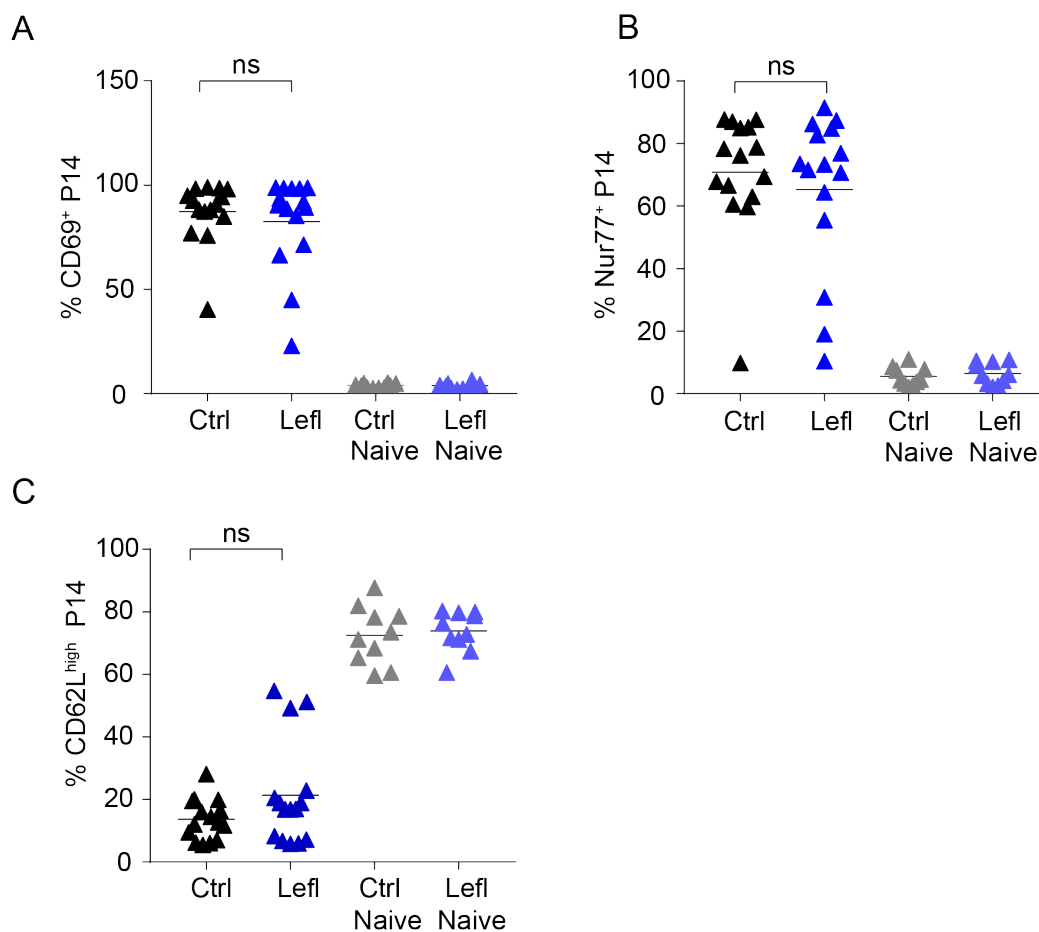 A
ns
150
100
50
0
% CD69⁺ P14
Ctrl Lefl Ctrl Lefl
Naive Naive
B
ns
100
80
60
40
20
0
% Nur77⁺ P14
Ctrl Lefl Ctrl Lefl
Naive Naive
C
ns
100
80
60
40
20
0
% CD62Lʰⁱᵍʰ P14
Ctrl Lefl Ctrl Lefl
Naive Naive